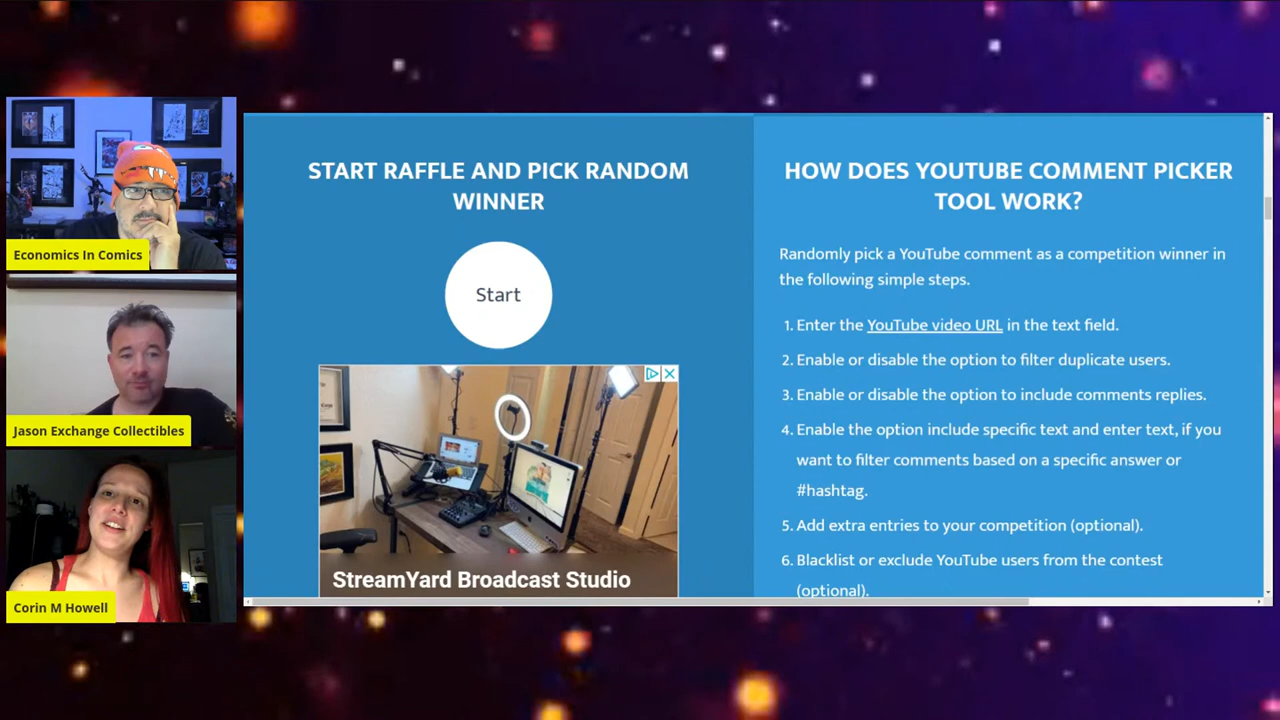 Economics In Comics
Jason Exchange Collectibles
Corin M Howell
START RAFFLE AND PICK RANDOM
WINNER
Start
StreamYard Broadcast Studio
HOW DOES YOUTUBE COMMENT PICKER
TOOL WORK?
Randomly pick a YouTube comment as a competition winner in
the following simple steps.
1. Enter the YouTube video URL in the text field.
2. Enable or disable the option to filter duplicate users.
3. Enable or disable the option to include comments replies.
4. Enable the option include specific text and enter text, if you
want to filter comments based on a specific answer or
#hashtag.
5. Add extra entries to your competition (optional).
6. Blacklist or exclude YouTube users from the contest
(optional).